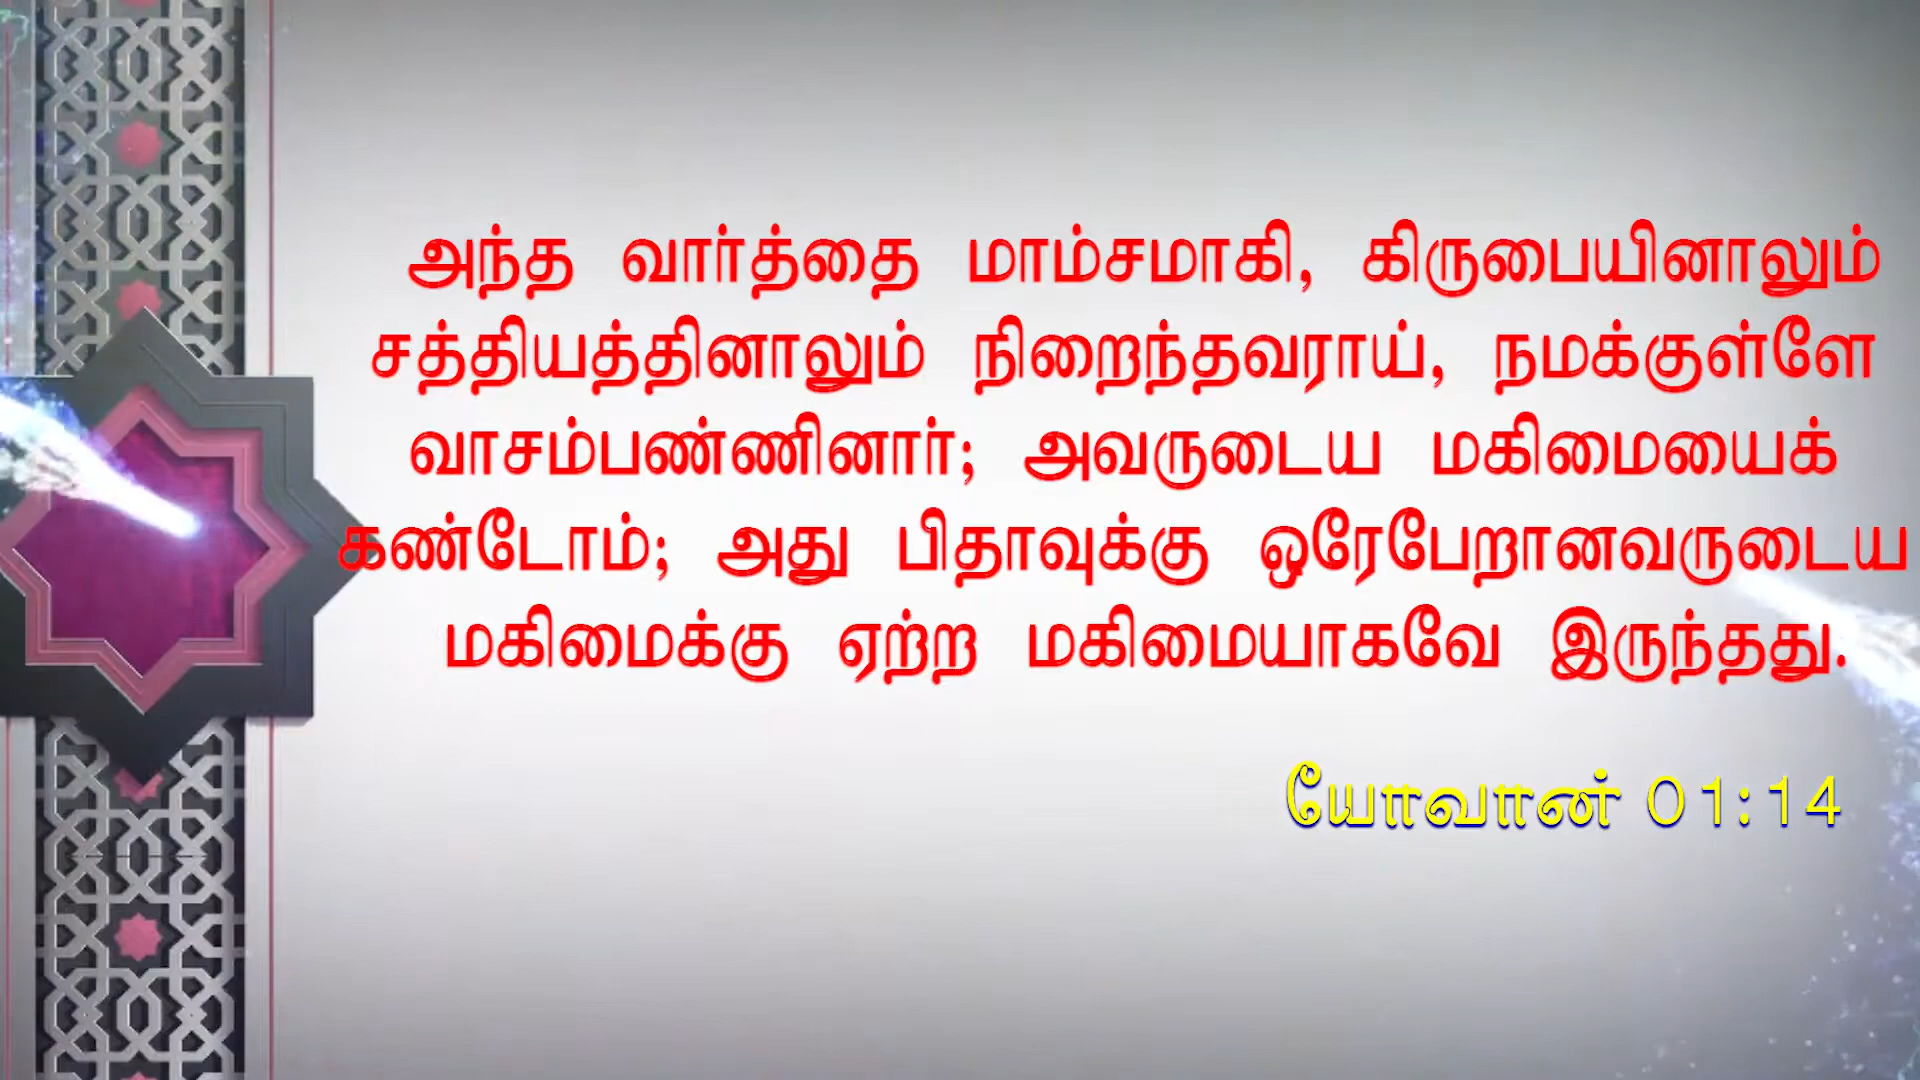 அந்த வார்த்தை மாம்சமாகி, கிருபையினாலும்
சத்தியத்தினாலும் நிறைந்தவராய், நமக்குள்ளே
வாசம்பண்ணினார்; அவருடைய மகிமையைக்
கண்டோம்; அது பிதாவுக்கு ஒரேபேறானவருடைய
மகிமைக்கு ஏற்ற மகிமையாகவே இருந்தது.
யோவான் 01:14